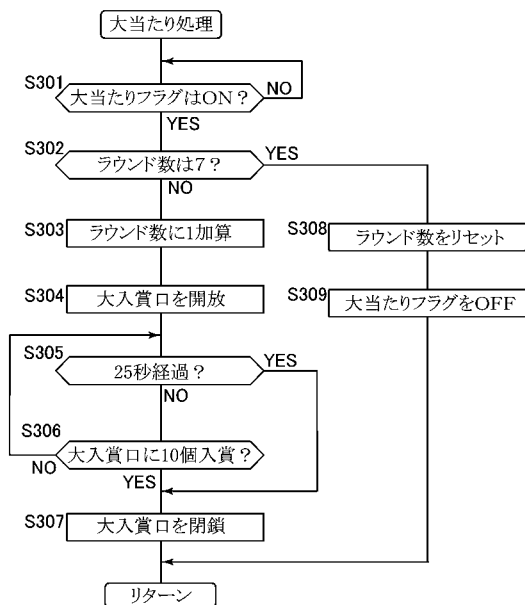 大当たり処理
S301
大当たりフラグはON？
NO
YES
S302
ラウンド数は7？
YES
NO
S303
ラウンド数に1加算
S308
ラウンド数をリセット
S304
大入賞口を開放
S309
大当たりフラグをOFF
S305
25秒経過？
YES
NO
S306
大入賞口に10個入賞？
NO
YES
S307
大入賞口を閉鎖
リターン